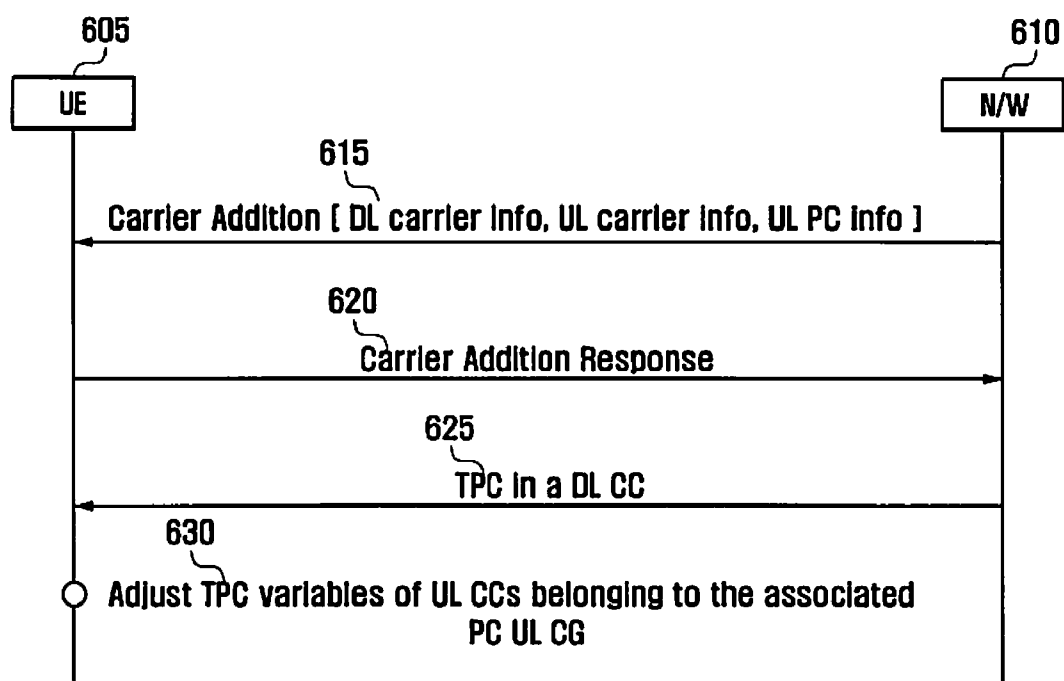 605
610
UE
N/W
615
Carrier Addition [ DL carrier info, UL carrier info, UL PC info ]
620
Carrier Addition Response
625
TPC in a DL CC
630
Adjust TPC variables of UL CCs belonging to the associated
PC UL CG